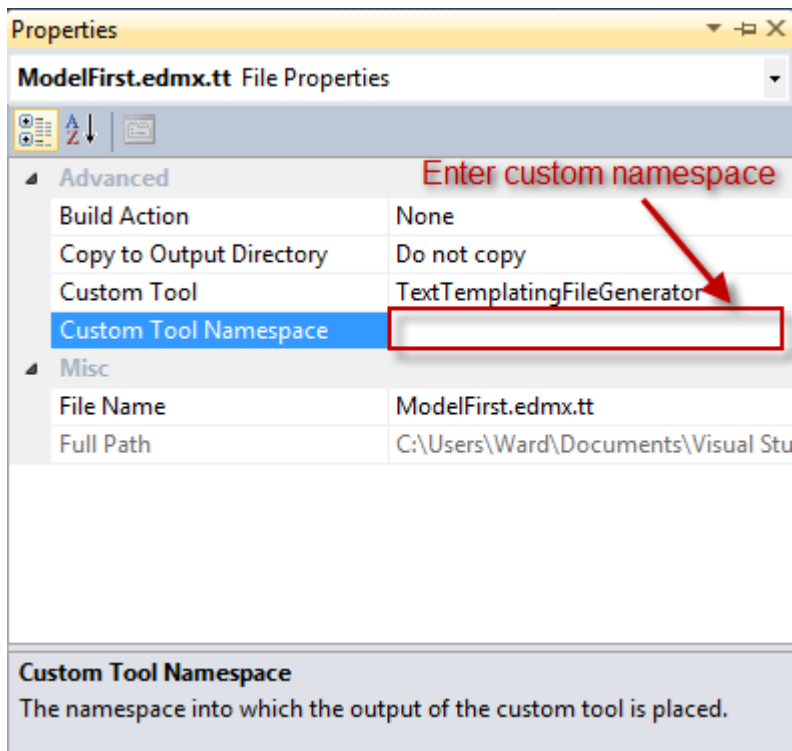 Properties
ModelFirst.edmx.tt File Properties
Advanced
Enter custom namespace
Build Action None
Copy to Output Directory Do not copy
Custom Tool TextTemplatingFileGenerator
Custom Tool Namespace
Misc
File Name ModelFirst.edmx.tt
Full Path C:\Users\Ward\Documents\Visual Stu
Custom Tool Namespace
The namespace into which the output of the custom tool is placed.